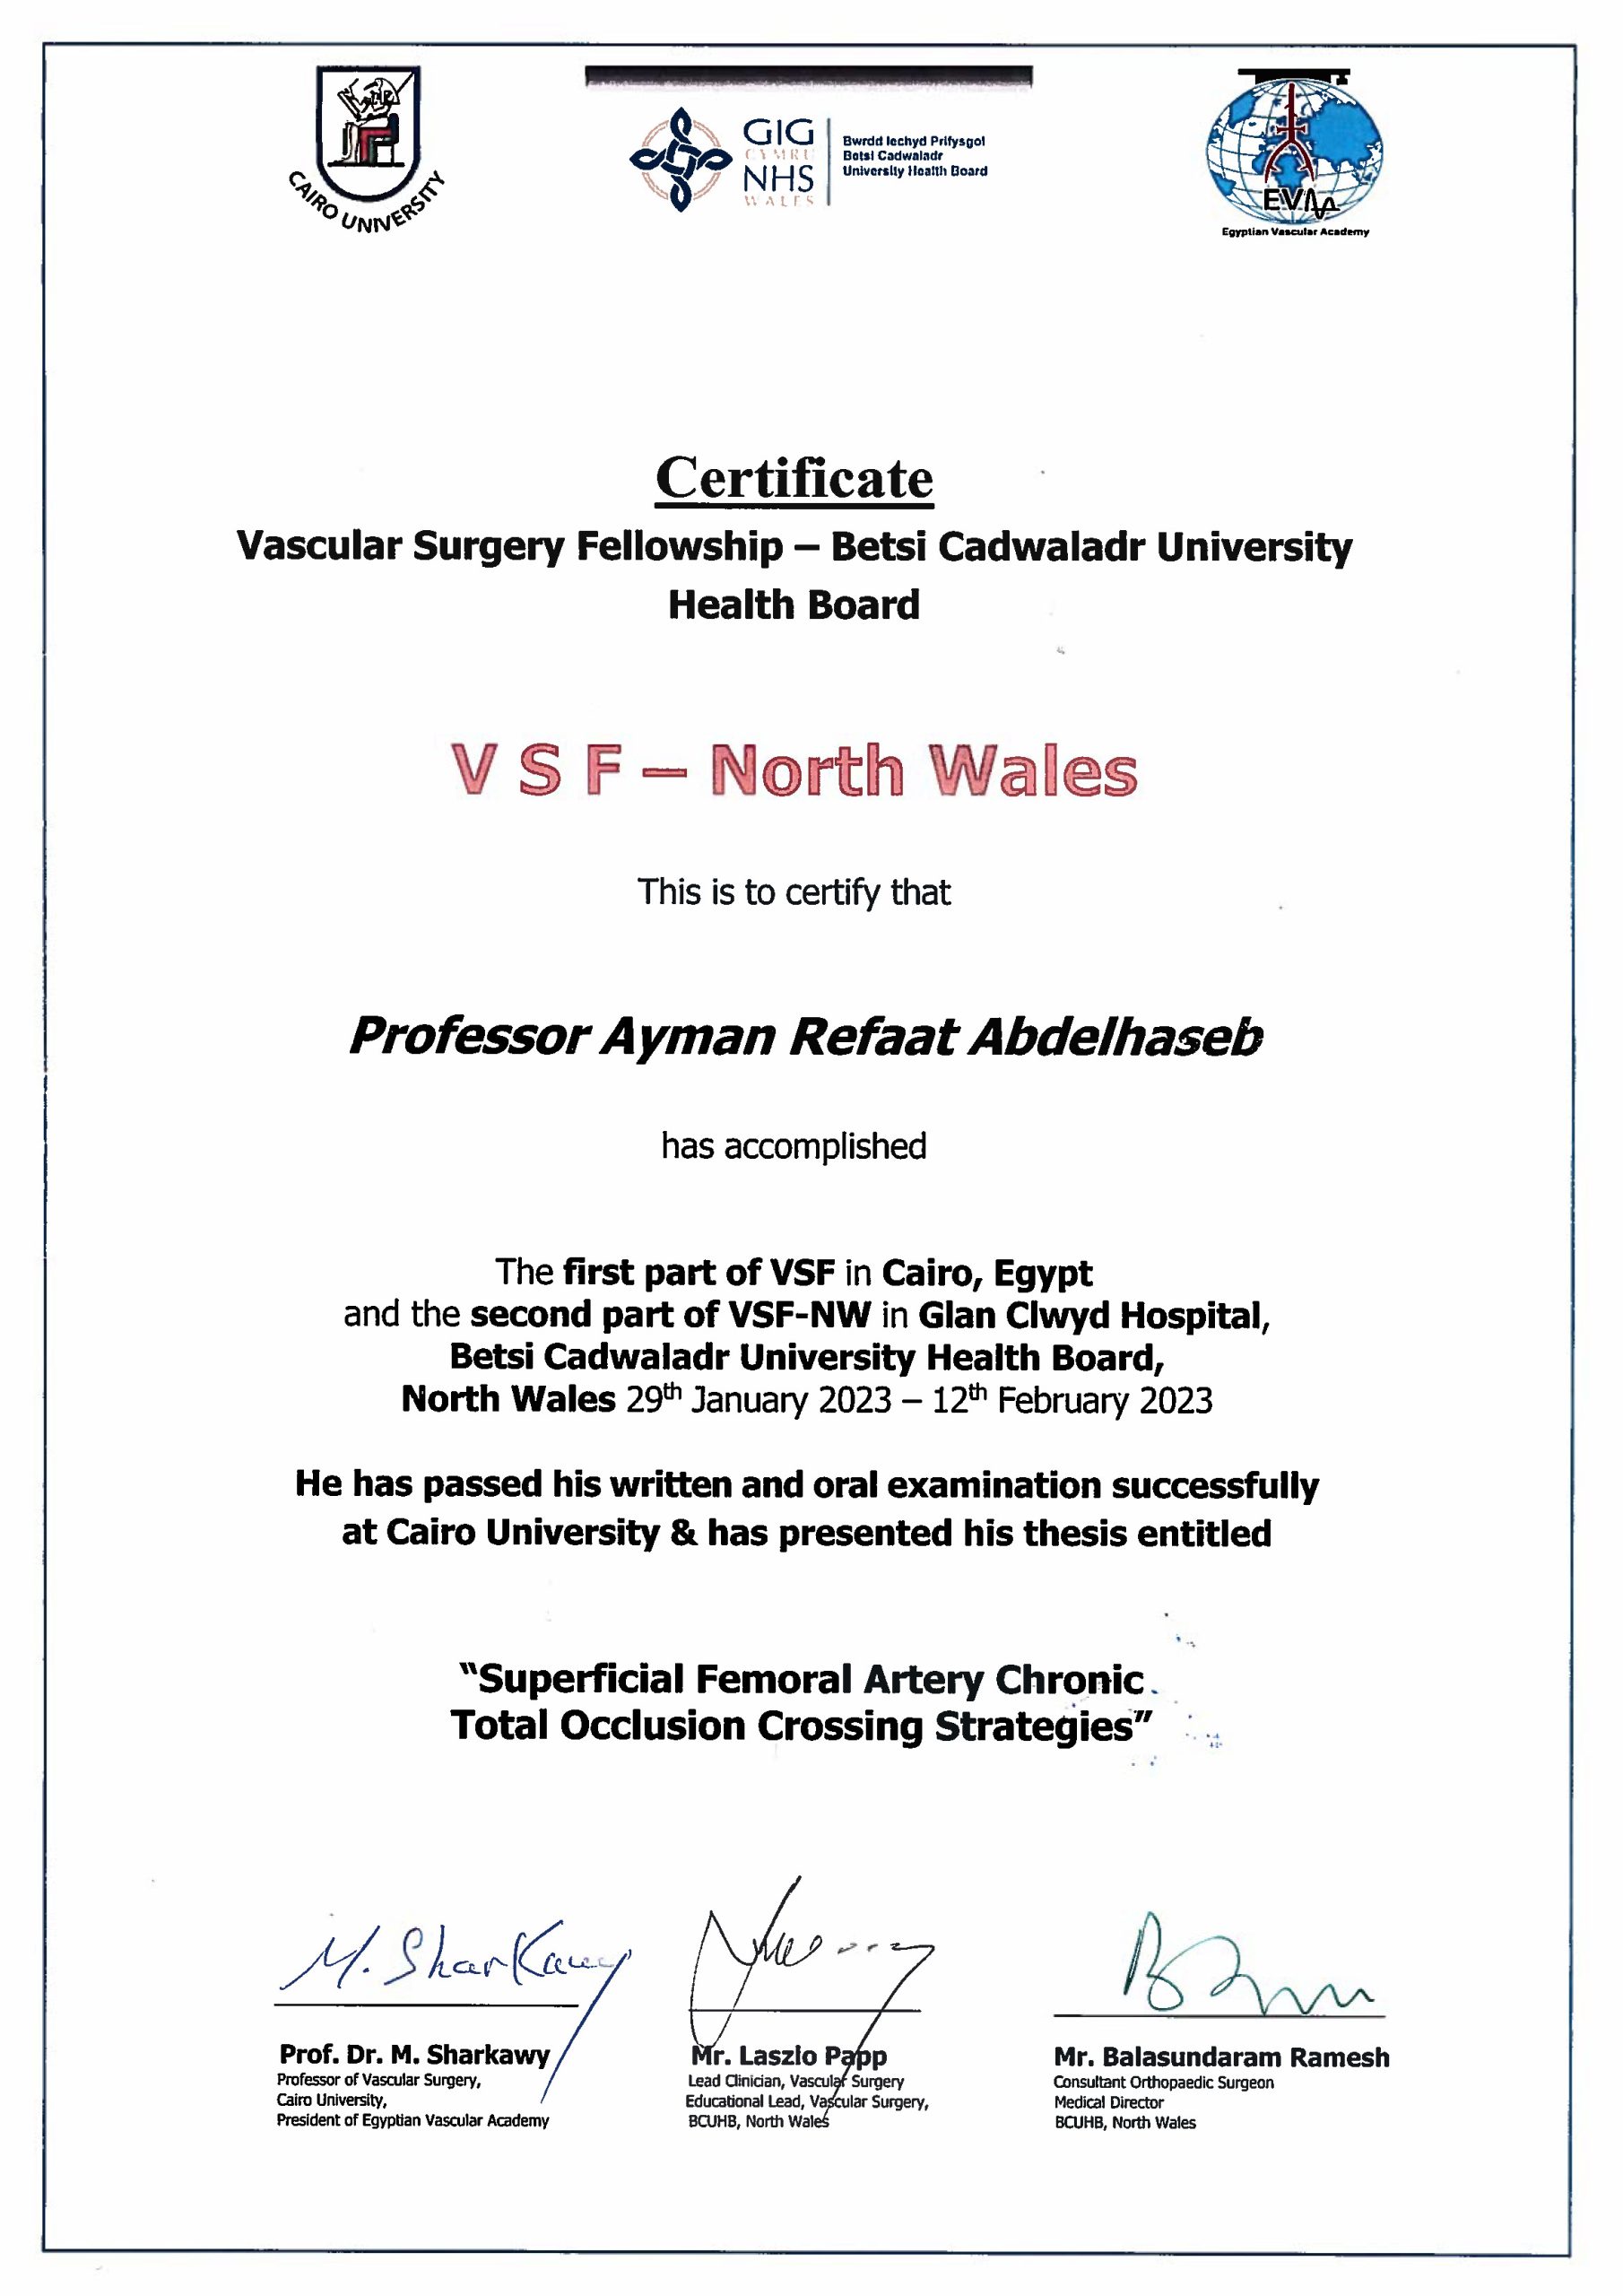 CAIRO UNIVERSITY
GIG
CYMRU
NHS
WALES
Bwrdd Iechyd Prifysgol
Betsi Cadwaladr
University Health Board
EVA
Egyptian Vascular Academy
Certificate
Vascular Surgery Fellowship – Betsi Cadwaladr University
Health Board
V S F – North Wales
This is to certify that
Professor Ayman Refaat Abdelhaseb
has accomplished
The first part of VSF in Cairo, Egypt
and the second part of VSF-NW in Glan Clwyd Hospital,
Betsi Cadwaladr University Health Board,
North Wales 29th January 2023 – 12th February 2023
He has passed his written and oral examination successfully
at Cairo University & has presented his thesis entitled
“Superficial Femoral Artery Chronic
Total Occlusion Crossing Strategies”
M. Sharkawy
Prof. Dr. M. Sharkawy
Professor of Vascular Surgery,
Cairo University,
President of Egyptian Vascular Academy
Mr. Laszlo Papp
Lead Clinician, Vascular Surgery
Educational Lead, Vascular Surgery,
BCUHB, North Wales
Mr. Balasundaram Ramesh
Consultant Orthopaedic Surgeon
Medical Director
BCUHB, North Wales